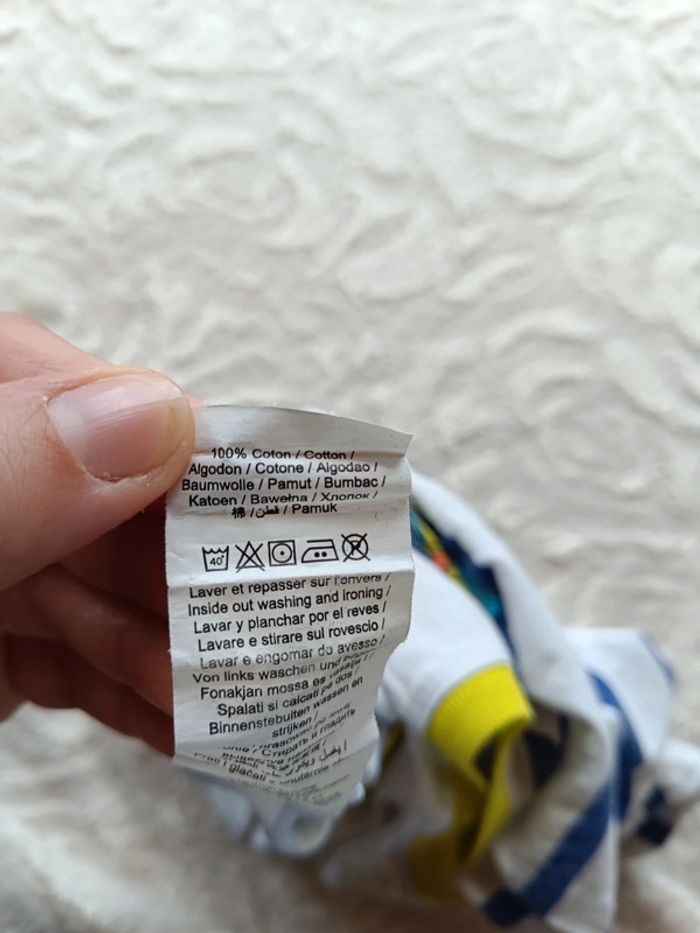 100% Coton / Cotton /
Algodon / Cotone / Algodao /
Baumwolle / Pamut / Bumbac /
Katoen / Bawełna / Хлопок /
棉 / قطن / Pamuk
40°
Laver et repasser sur l'envers /
Inside out washing and ironing /
Lavar y planchar por el reves /
Lavare e stirare sul rovescio /
Lavar e engomar do avesso /
Von links waschen und
Fonakjan mossa es vasalja /
Spalati si calcati pe dos /
Binnenstebuiten wassen en
strijken /
Стирать и гладить